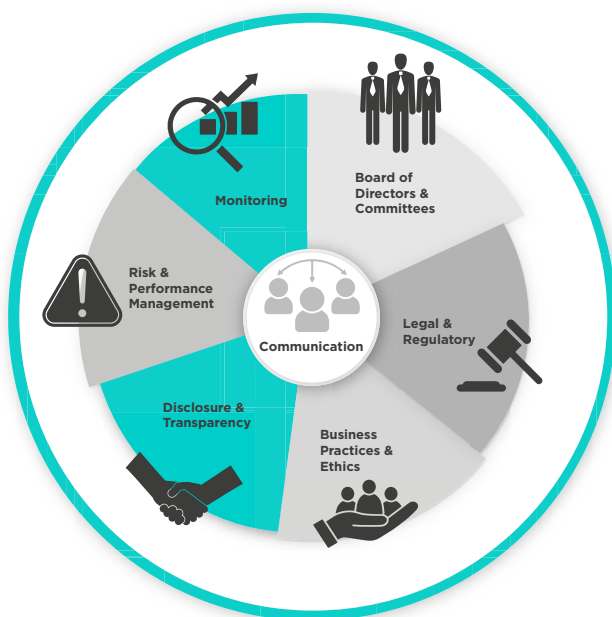 Monitoring
Board of
Directors &
Committees
Risk &
Performance
Management
Communication
Legal &
Regulatory
Disclosure &
Transparency
Business
Practices &
Ethics